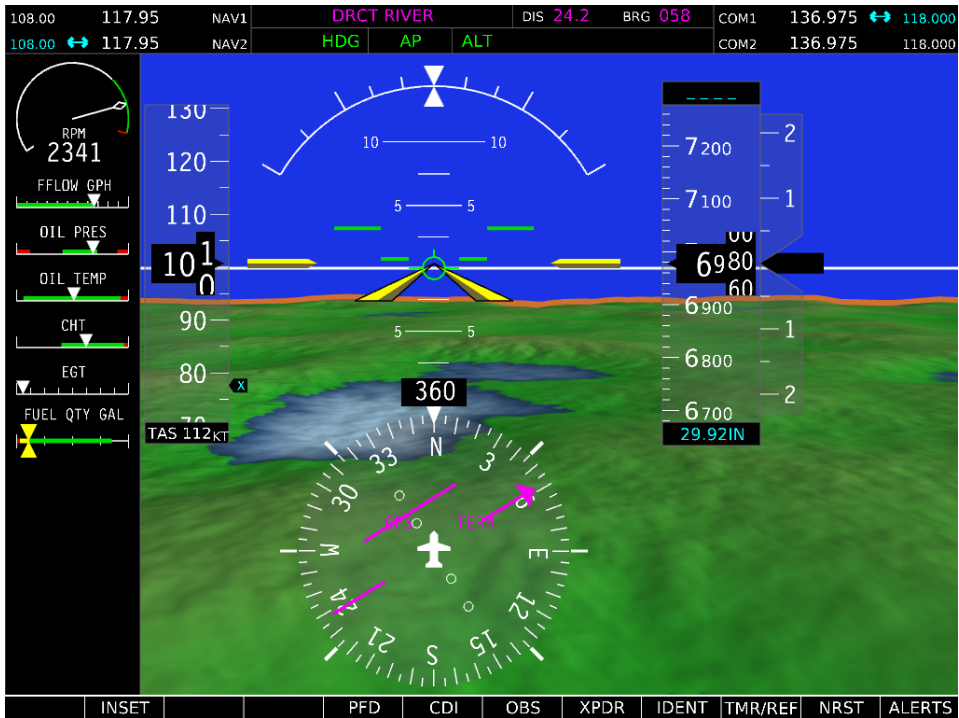 108.00 117.95 NAV1 DRCT RIVER DIS 24.2 BRG 058 COM1 136.975 118.000
108.00 117.95 NAV2 HDG AP ALT COM2 136.975 118.000
RPM
2341
FFLOW GPH
OIL PRES
OIL TEMP
CHT
EGT
FUEL QTY GAL
130
120
110
101
0
90
80
X
70
TAS 112KT
10 10
5 5
5 5
----
7200
7100
00
6980
60
6900
6800
6700
29.92IN
2
1
1
2
360
N
3
6
E
12
15
S
21
24
W
30
33
GPS TERM
INSET PFD CDI OBS XPDR IDENT TMR/REF NRST ALERTS